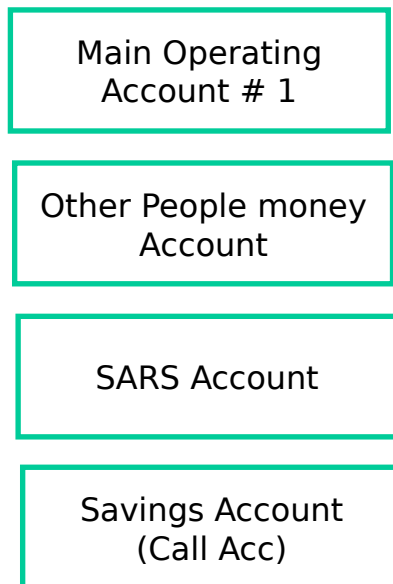 Main Operating
Account # 1
Other People money
Account
SARS Account
Savings Account
(Call Acc)